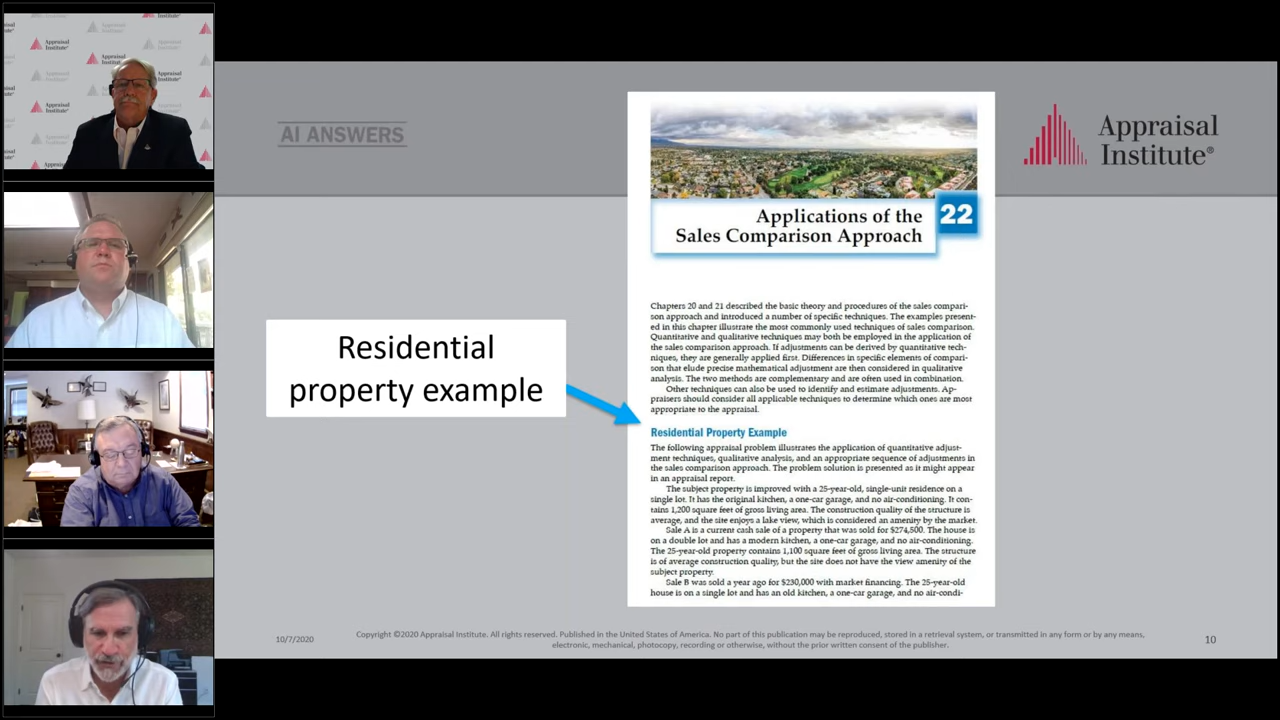 Appraisal
Institute®
AI ANSWERS
Appraisal
Institute®
Applications of the
Sales Comparison Approach
22
Residential
property example
Chapters 20 and 21 described the basic theory and procedures of the sales compari-
son approach and introduced a number of specific techniques. The examples present-
ed in this chapter illustrate the most commonly used techniques of sales comparison.
Quantitative and qualitative techniques may both be employed in the application of
the sales comparison approach. If adjustments can be derived by quantitative tech-
niques, they are generally applied first. Differences in specific elements of compari-
son that elude precise mathematical adjustment are then considered in qualitative
analysis. The two methods are complementary and are often used in combination.
Other techniques can also be used to identify and estimate adjustments. Ap-
praisers should consider all applicable techniques to determine which ones are most
appropriate to the appraisal.
Residential Property Example
The following appraisal problem illustrates the application of quantitative adjust-
ment techniques, qualitative analysis, and an appropriate sequence of adjustments in
the sales comparison approach. The problem solution is presented as it might appear
in an appraisal report.
The subject property is improved with a 25-year-old, single-unit residence on a
single lot. It has the original kitchen, a one-car garage, and no air-conditioning. It con-
tains 1,200 square feet of gross living area. The construction quality of the structure is
average, and the site enjoys a lake view, which is considered an amenity by the market.
Sale A is a current cash sale of a property that was sold for $274,500. The house is
on a double lot and has a modern kitchen, a one-car garage, and no air-conditioning.
The 25-year-old property contains 1,100 square feet of gross living area. The structure
is of average construction quality, but the site does not have the view amenity of the
subject property.
Sale B was sold a year ago for $230,000 with market financing. The 25-year-old
house is on a single lot and has an old kitchen, a one-car garage, and no air-condi-
10/7/2020
Copyright ©2020 Appraisal Institute. All rights reserved. Published in the United States of America. No part of this publication may be reproduced, stored in a retrieval system, or transmitted in any form or by any means,
electronic, mechanical, photocopy, recording or otherwise, without the prior written consent of the publisher.
10